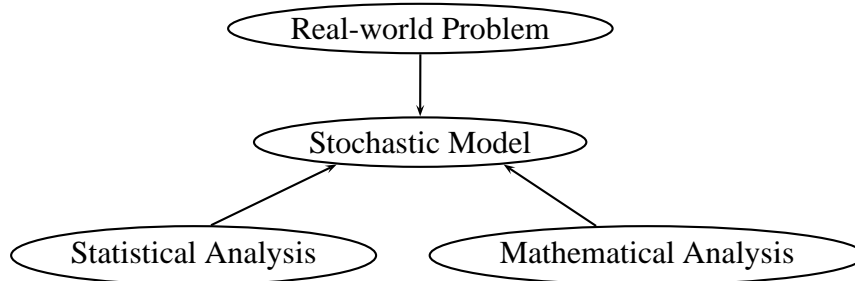 Real-world Problem
Stochastic Model
Statistical Analysis
Mathematical Analysis